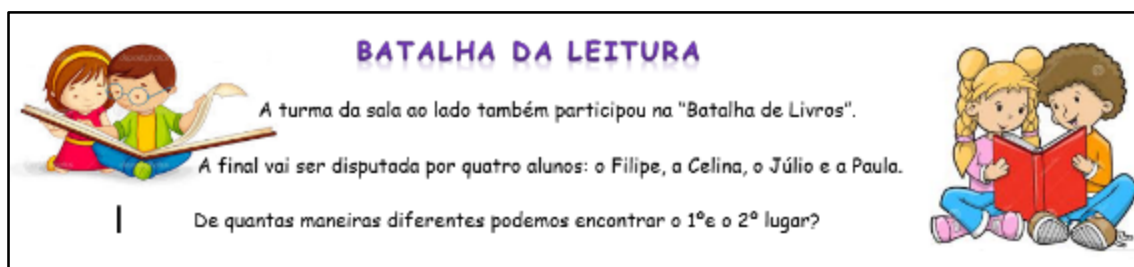 BATALHA DA LEITURA
A turma da sala ao lado também participou na "Batalha de Livros".
A final vai ser disputada por quatro alunos: o Filipe, a Celina, o Júlio e a Paula.
De quantas maneiras diferentes podemos encontrar o 1ºe o 2º lugar?